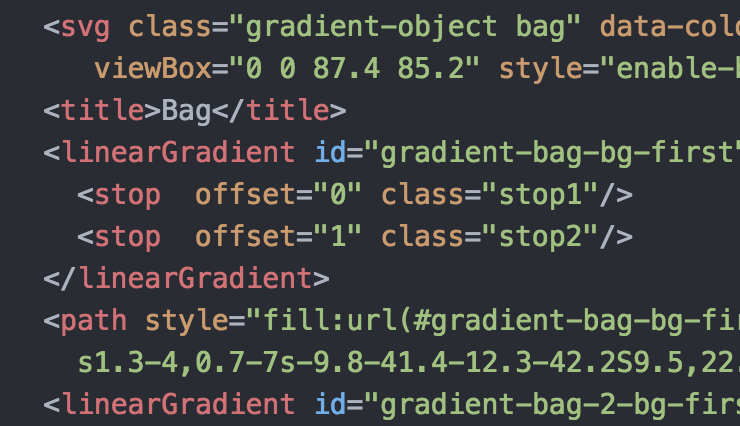 <svg class="gradient-object bag" data-colo
viewBox="0 0 87.4 85.2" style="enable-b
<title>Bag</title>
<linearGradient id="gradient-bag-bg-first"
<stop  offset="0" class="stop1"/>
<stop  offset="1" class="stop2"/>
</linearGradient>
<path style="fill:url(#gradient-bag-bg-fir
s1.3-4,0.7-7s-9.8-41.4-12.3-42.2S9.5,22.
<linearGradient id="gradient-bag-2-bg-firs